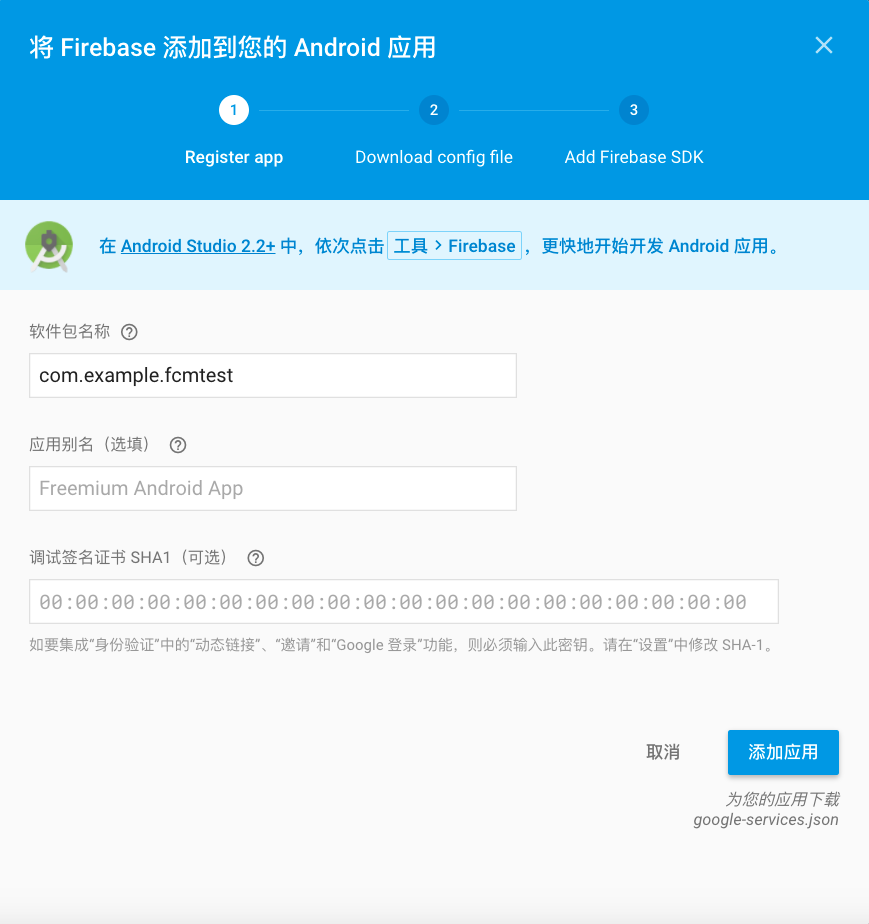 将 Firebase 添加到您的 Android 应用
1
2
3
Register app
Download config file
Add Firebase SDK
在 Android Studio 2.2+ 中，依次点击 工具 > Firebase ，更快地开始开发 Android 应用。
软件包名称
com.example.fcmtest
应用别名（选填）
Freemium Android App
调试签名证书 SHA1（可选）
00:00:00:00:00:00:00:00:00:00:00:00:00:00:00:00:00:00:00:00
如要集成“身份验证”中的“动态链接”、“邀请”和“Google 登录”功能，则必须输入此密钥。请在“设置”中修改 SHA-1。
取消
添加应用
为您的应用下载
google-services.json